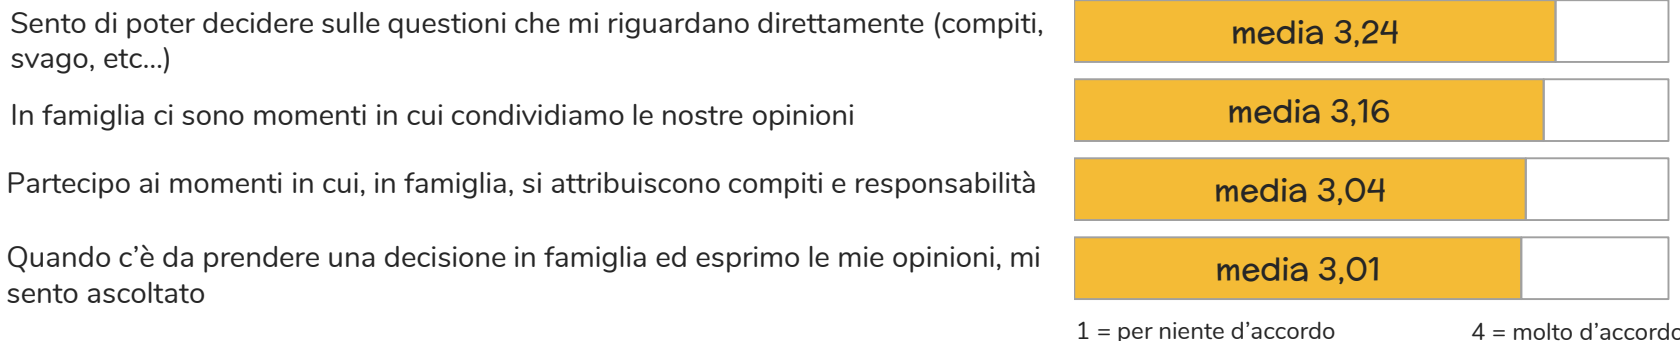 Sento di poter decidere sulle questioni che mi riguardano direttamente (compiti,
svago, etc...)
media 3,24
In famiglia ci sono momenti in cui condividiamo le nostre opinioni
media 3,16
Partecipo ai momenti in cui, in famiglia, si attribuiscono compiti e responsabilità
media 3,04
Quando c’è da prendere una decisione in famiglia ed esprimo le mie opinioni, mi
sento ascoltato
media 3,01
1 = per niente d’accordo
4 = molto d’accordo